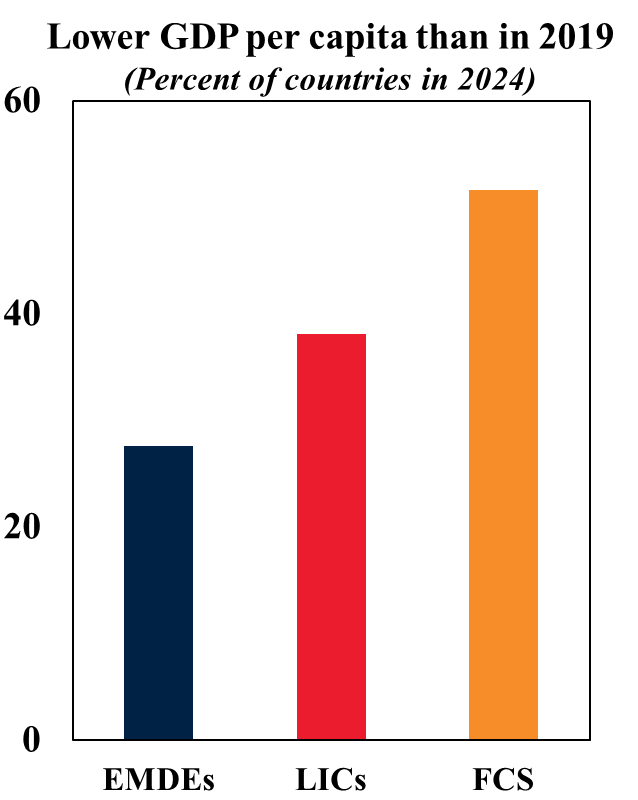 Lower GDP per capita than in 2019
(Percent of countries in 2024)
60
40
20
0
EMDEs LICs FCS